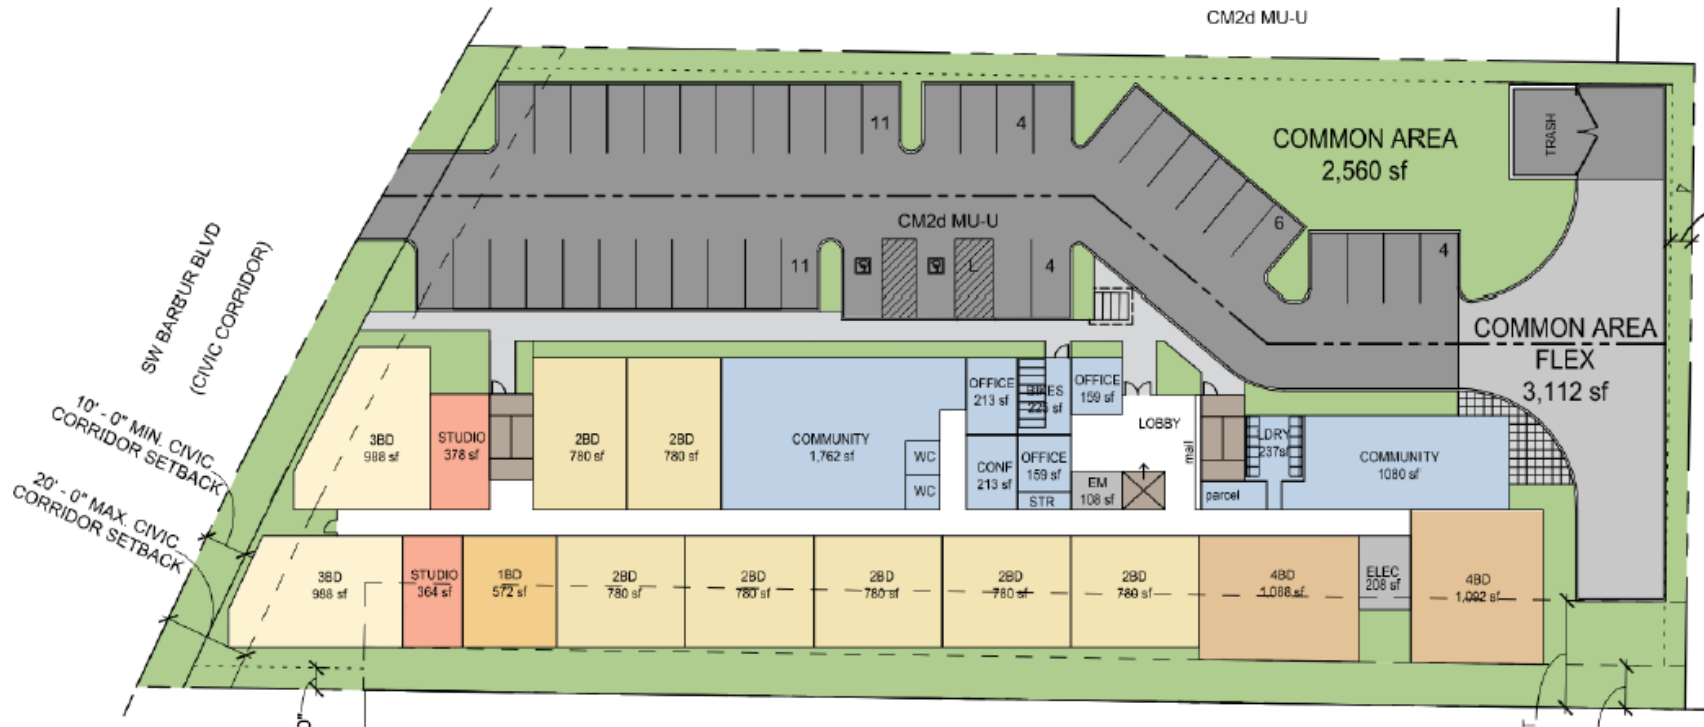 CM2d MU-U
11
4
COMMON AREA
2,560 sf
TRASH
6
CM2d MU-U
11
4
4
L
SW BARBUR BLVD
(CIVIC CORRIDOR)
COMMON AREA
FLEX
3,112 sf
10' - 0" MIN. CIVIC
CORRIDOR SETBACK
20' - 0" MAX. CIVIC
CORRIDOR SETBACK
3BD
988 sf
STUDIO
378 sf
2BD
780 sf
2BD
780 sf
COMMUNITY
1,762 sf
WC
WC
OFFICE
213 sf
BIKES
OFFICE
159 sf
CONF
213 sf
OFFICE
159 sf
STR
LOBBY
EM
108 sf
mail
LDRY
237sf
parcel
COMMUNITY
1080 sf
3BD
988 sf
STUDIO
364 sf
1BD
572 sf
2BD
780 sf
2BD
780 sf
2BD
780 sf
2BD
780 sf
2BD
780 sf
4BD
1,088 sf
ELEC
208 sf
4BD
1,092 sf